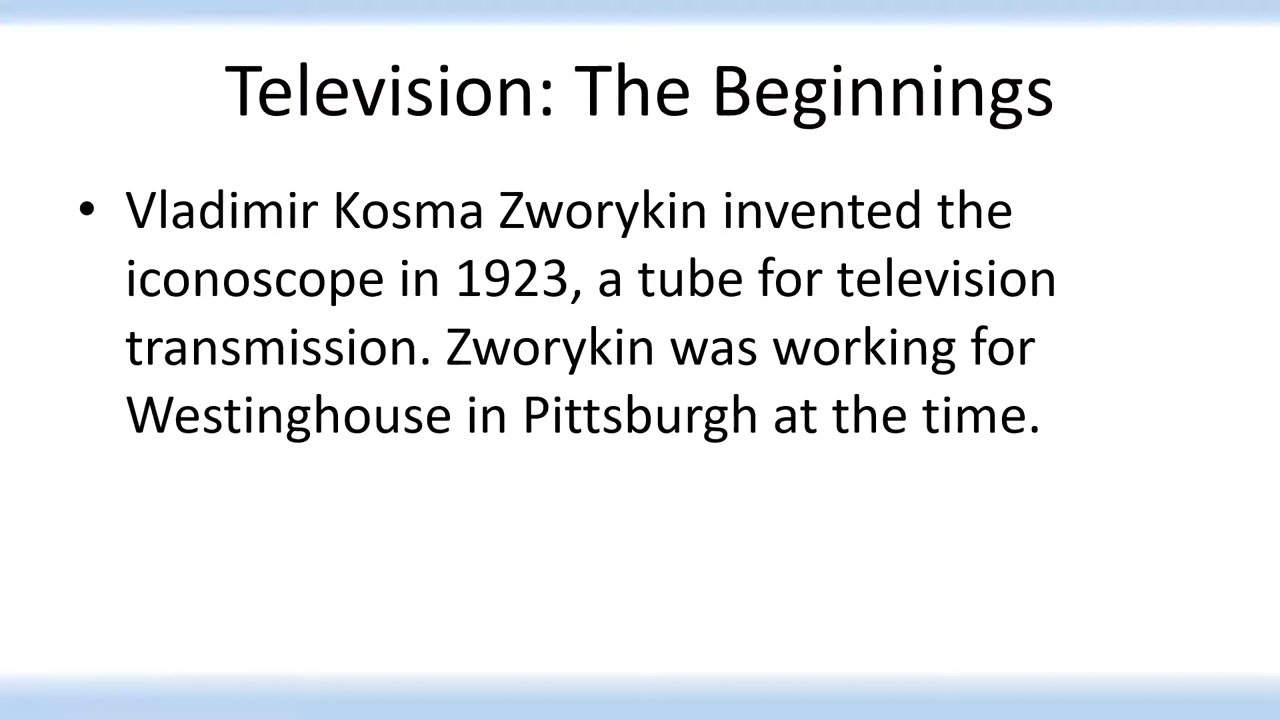 Television: The Beginnings
• Vladimir Kosma Zworykin invented the
iconoscope in 1923, a tube for television
transmission. Zworykin was working for
Westinghouse in Pittsburgh at the time.